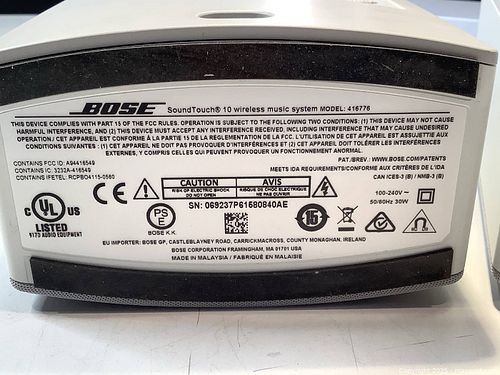 BOSE SoundTouch® 10 wireless music system MODEL: 416776
THIS DEVICE COMPLIES WITH PART 15 OF THE FCC RULES. OPERATION IS SUBJECT TO THE FOLLOWING TWO CONDITIONS: (1) THIS DEVICE MAY NOT CAUSE
HARMFUL INTERFERENCE, AND (2) THIS DEVICE MUST ACCEPT ANY INTERFERENCE RECEIVED, INCLUDING INTERFERENCE THAT MAY CAUSE UNDESIRED
OPERATION / CET APPAREIL EST CONFORME À LA PARTIE 15 DE LA RÉGLEMENTATION DE LA FCC. L'UTILISATION DE CET APPAREIL EST ASSUJETTIE AUX
CONDITIONS SUIVANTES : (1) CET APPAREIL NE DOIT PAS PROVOQUER D'INTERFÉRENCES ET (2) CET APPAREIL DOIT TOLÉRER LES INTERFÉRENCES
EXTERNES, Y COMPRIS CELLES QUI PEUVENT PROVOQUER UN FONCTIONNEMENT ANORMAL.
PAT./BREV.: WWW.BOSE.COM/PATENTS
CONTAINS FCC ID: A9416549
MEETS IDA REQUIREMENTS/CONFORME AUX CRITÈRES DE L'IDA
CONTAINS IC: 3232A-416549
CAN ICES-3 (B) / NMB-3 (B)
CONTAINS IFETEL: RCPBO4115-0560
CE
CAUTION AVIS
RISK OF ELECTRIC SHOCK DO NOT OPEN
RISQUE DE CHOC ELECTRIQUE NE PAS OUVRIR
100-240V~
50/60Hz 30W
C UL US
LISTED
917D AUDIO EQUIPMENT
PS
E
BOSE K.K.
SN: 069237P61680840AE
15
EU IMPORTER: BOSE GP, CASTLEBLAYNEY ROAD, CARRICKMACROSS, COUNTY MONAGHAN, IRELAND
BOSE CORPORATION FRAMINGHAM, MA 01701 USA
MADE IN MALAYSIA / FABRIQUÉ EN MALAISIE